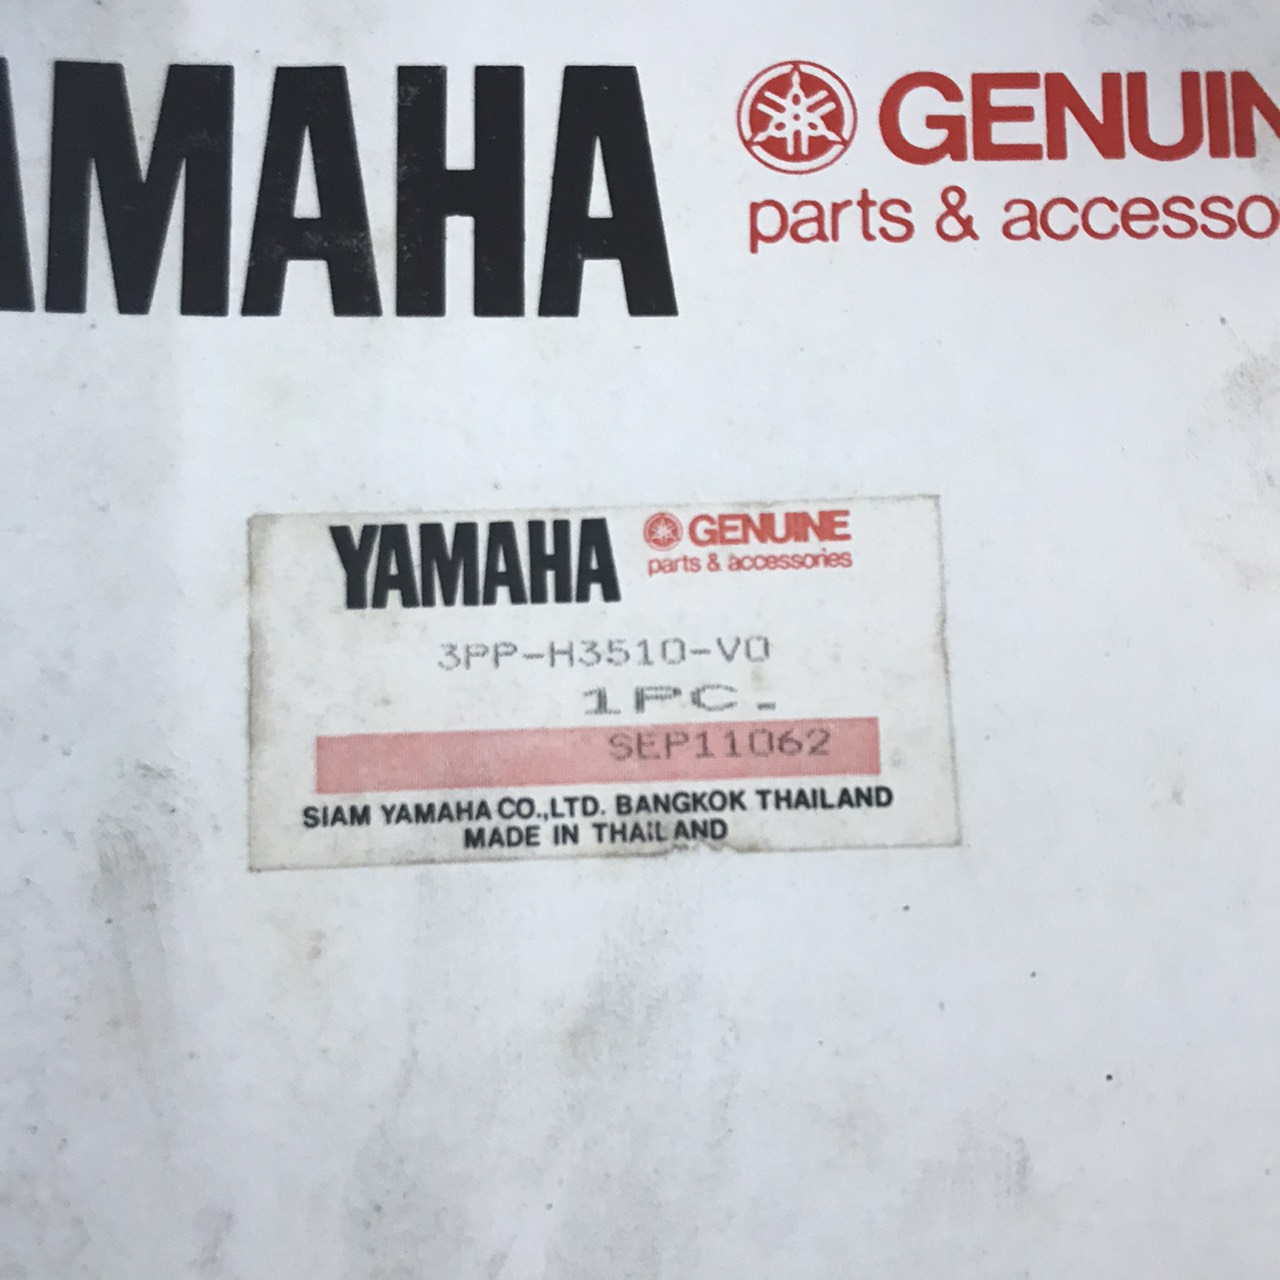 YAMAHA GENUIN
parts & accesso
YAMAHA GENUINE
parts & accessories
3PP-H3510-V0
1PC.
SEP11062
SIAM YAMAHA CO.,LTD. BANGKOK THAILAND
MADE IN THAILAND